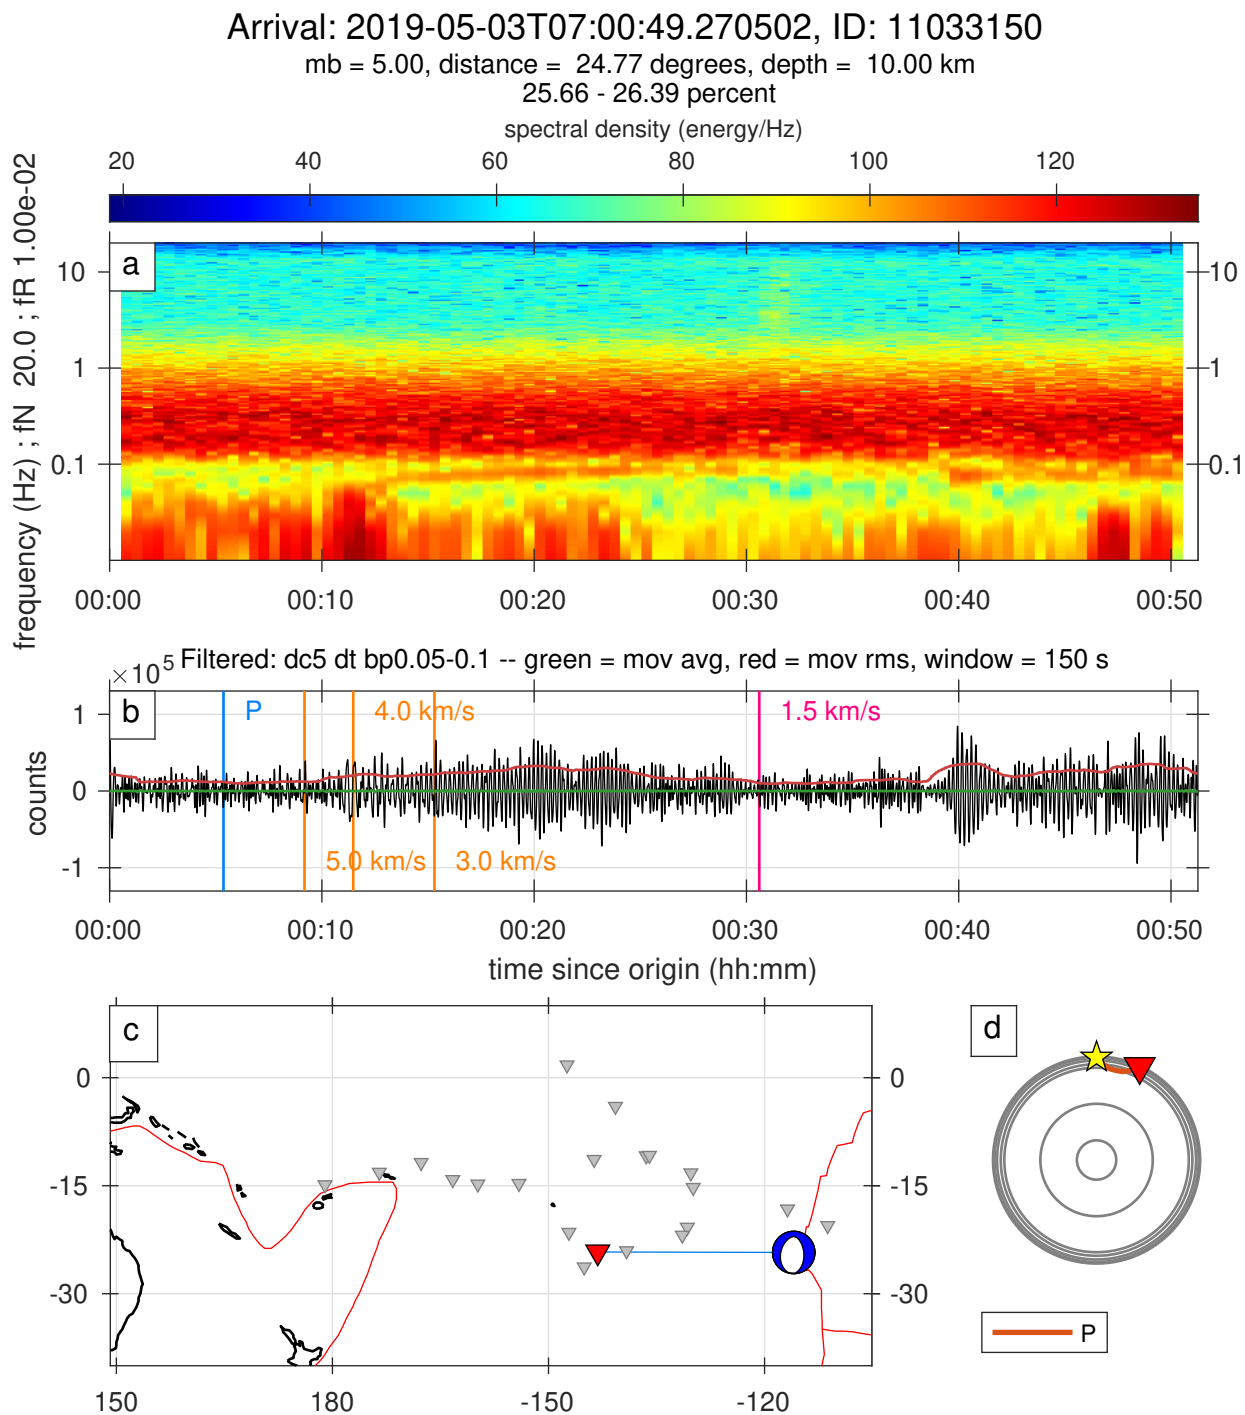 Arrival: 2019-05-03T07:00:49.270502, ID: 11033150
mb = 5.00, distance =  24.77 degrees, depth =  10.00 km
25.66 - 26.39 percent
spectral density (energy/Hz)
20 40 60 80 100 120
frequency (Hz) ; fN  20.0 ; fR 1.00e-02
a
10 10
1 1
0.1 0.1
00:00 00:10 00:20 00:30 00:40 00:50
×10^5 Filtered: dc5 dt bp0.05-0.1 -- green = mov avg, red = mov rms, window = 150 s
b
P 4.0 km/s 1.5 km/s
5.0 km/s 3.0 km/s
1
0
-1
counts
00:00 00:10 00:20 00:30 00:40 00:50
time since origin (hh:mm)
c
0 0
-15 -15
-30 -30
150 180 -150 -120
d
P